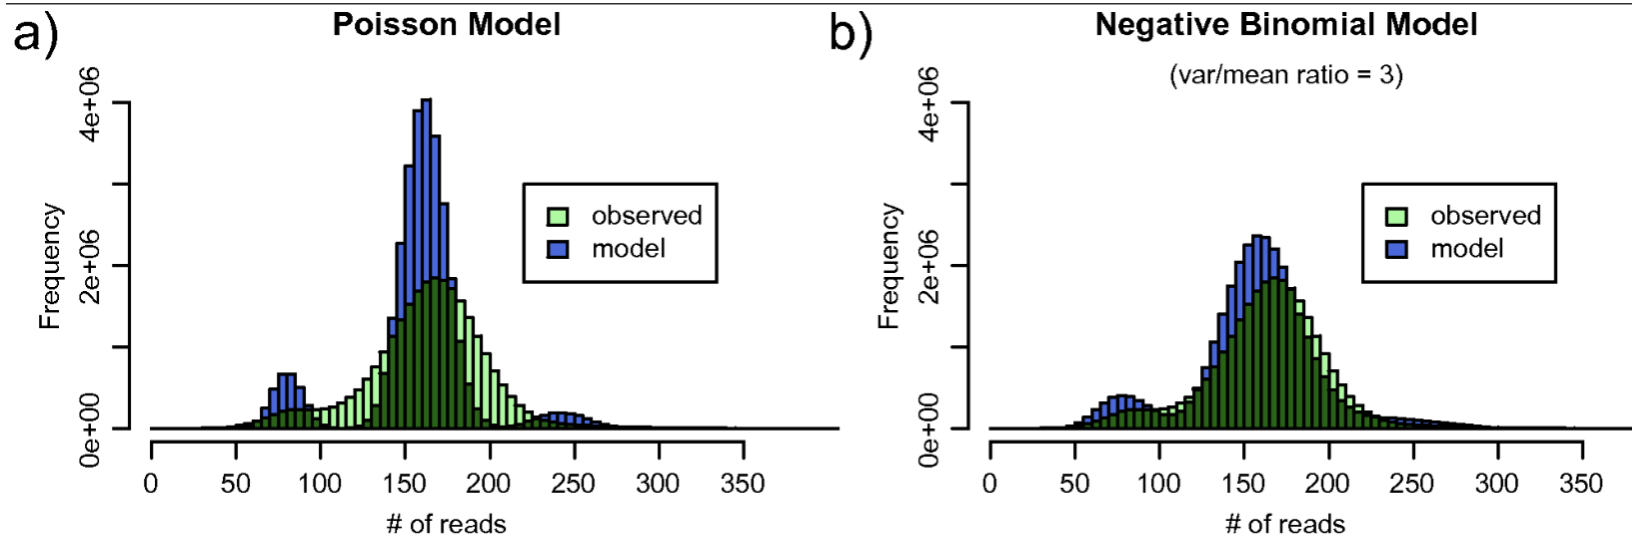 a)
Poisson Model
Frequency
0e+00
2e+06
4e+06
observed
model
0 50 100 150 200 250 300 350
# of reads
b)
Negative Binomial Model
(var/mean ratio = 3)
Frequency
0e+00
2e+06
4e+06
observed
model
0 50 100 150 200 250 300 350
# of reads